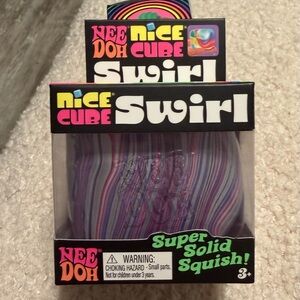 NEE DOH
NiCE CUBE
Swirl
NiCE CUBE
Swirl
NEE DOH
WARNING:
CHOKING HAZARD - Small parts.
Not for children under 3 years.
Super
Solid
Squish!
3+